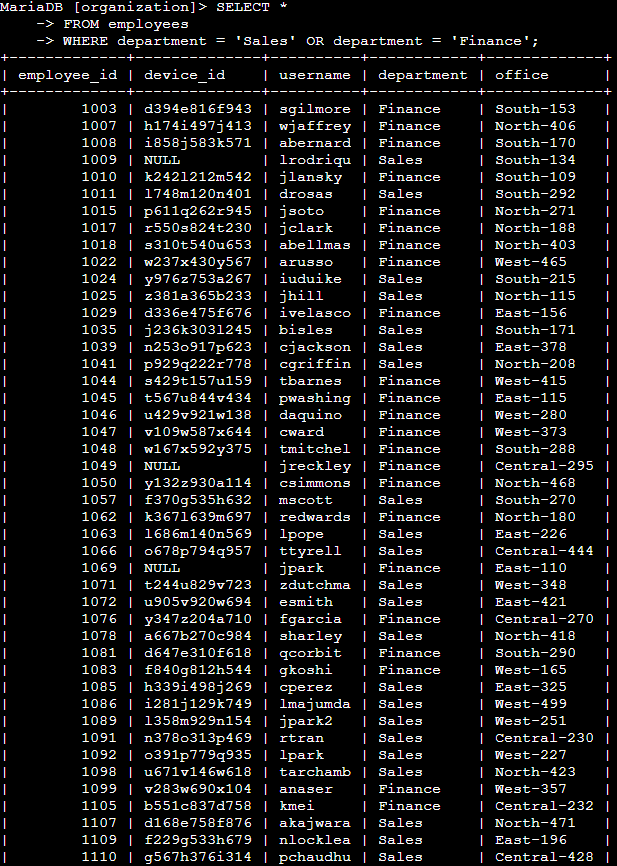 MariaDB [organization]> SELECT *
    -> FROM employees
    -> WHERE department = 'Sales' OR department = 'Finance';
+-------------+--------------+----------+------------+-------------+
| employee_id | device_id    | username | department | office      |
+-------------+--------------+----------+------------+-------------+
|        1003 | d394e816f943 | sgilmore | Finance    | South-153   |
|        1007 | h174i497j413 | wjaffrey | Finance    | North-406   |
|        1008 | i858j583k571 | abernard | Finance    | South-170   |
|        1009 | NULL         | lrodriqu | Sales      | South-134   |
|        1010 | k242l212m542 | jlansky  | Finance    | South-109   |
|        1011 | l748m120n401 | drosas   | Sales      | South-292   |
|        1015 | p611q262r945 | jsoto    | Finance    | North-271   |
|        1017 | r550s824t230 | jclark   | Finance    | North-188   |
|        1018 | s310t540u653 | abellmas | Finance    | North-403   |
|        1022 | w237x430y567 | arusso   | Finance    | West-465    |
|        1024 | y976z753a267 | iuduike  | Sales      | South-215   |
|        1025 | z381a365b233 | jhill    | Sales      | North-115   |
|        1029 | d336e475f676 | ivelasco | Finance    | East-156    |
|        1035 | j236k303l245 | bisles   | Sales      | South-171   |
|        1039 | n253o917p623 | cjackson | Sales      | East-378    |
|        1041 | p929q222r778 | cgriffin | Sales      | North-208   |
|        1044 | s429t157u159 | tbarnes  | Finance    | West-415    |
|        1045 | t567u844v434 | pwashing | Finance    | East-115    |
|        1046 | u429v921w138 | daquino  | Finance    | West-280    |
|        1047 | v109w587x644 | cward    | Finance    | West-373    |
|        1048 | w167x592y375 | tmitchel | Finance    | South-288   |
|        1049 | NULL         | jreckley | Finance    | Central-295 |
|        1050 | y132z930a114 | csimmons | Finance    | North-468   |
|        1057 | f370g535h632 | mscott   | Sales      | South-270   |
|        1062 | k367l639m697 | redwards | Finance    | North-180   |
|        1063 | l686m140n569 | lpope    | Sales      | East-226    |
|        1066 | o678p794q957 | ttyrell  | Sales      | Central-444 |
|        1069 | NULL         | jpark    | Finance    | East-110    |
|        1071 | t244u829v723 | zdutchma | Sales      | West-348    |
|        1072 | u905v920w694 | esmith   | Sales      | East-421    |
|        1076 | y347z204a710 | fgarcia  | Finance    | Central-270 |
|        1078 | a667b270c984 | sharley  | Sales      | North-418   |
|        1081 | d647e310f618 | qcorbit  | Finance    | South-290   |
|        1083 | f840g812h544 | gkoshi   | Finance    | West-165    |
|        1085 | h339i498j269 | cperez   | Sales      | East-325    |
|        1086 | i281j129k749 | lmajumda | Sales      | West-499    |
|        1089 | l358m929n154 | jpark2   | Sales      | West-251    |
|        1091 | n378o313p469 | rtran    | Sales      | Central-230 |
|        1092 | o391p779q935 | lpark    | Sales      | West-227    |
|        1098 | u671v146w618 | tarchamb | Sales      | North-423   |
|        1099 | v283w690x104 | anaser   | Finance    | West-357    |
|        1105 | b551c837d758 | kmei     | Finance    | Central-232 |
|        1107 | d168e758f876 | akajwara | Sales      | North-471   |
|        1109 | f229g533h679 | nlocklea | Sales      | East-196    |
|        1110 | g567h376i314 | pchaudhu | Sales      | Central-428 |